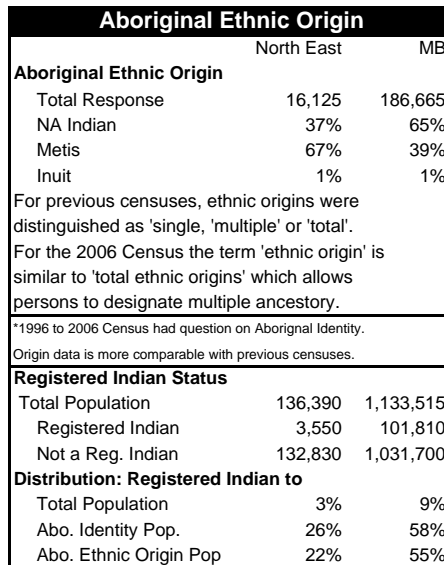 Aboriginal Ethnic Origin
North East MB
Aboriginal Ethnic Origin
Total Response 16,125 186,665
NA Indian 37% 65%
Metis 67% 39%
Inuit 1% 1%
For previous censuses, ethnic origins were
distinguished as 'single, 'multiple' or 'total'.
For the 2006 Census the term 'ethnic origin' is
similar to 'total ethnic origins' which allows
persons to designate multiple ancestory.
*1996 to 2006 Census had question on Aborignal Identity.
Origin data is more comparable with previous censuses.
Registered Indian Status
Total Population 136,390 1,133,515
Registered Indian 3,550 101,810
Not a Reg. Indian 132,830 1,031,700
Distribution: Registered Indian to
Total Population 3% 9%
Abo. Identity Pop. 26% 58%
Abo. Ethnic Origin Pop 22% 55%